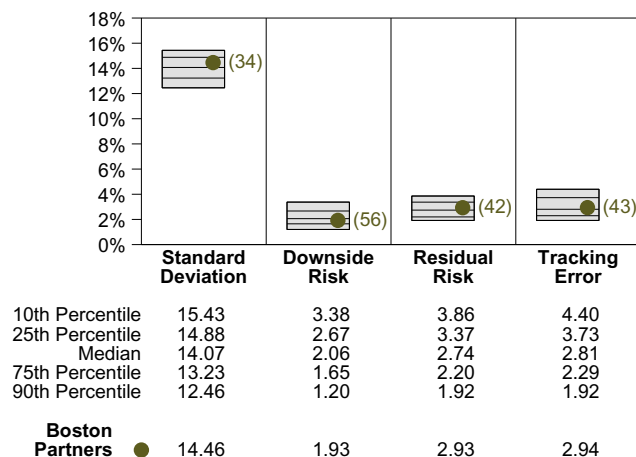 18%
16%
14%
12%
10%
8%
6%
4%
2%
0%
(34)
(56)
(42)
(43)
Standard Deviation
Downside Risk
Residual Risk
Tracking Error
10th Percentile 15.43 3.38 3.86 4.40
25th Percentile 14.88 2.67 3.37 3.73
Median 14.07 2.06 2.74 2.81
75th Percentile 13.23 1.65 2.20 2.29
90th Percentile 12.46 1.20 1.92 1.92
Boston
Partners 14.46 1.93 2.93 2.94